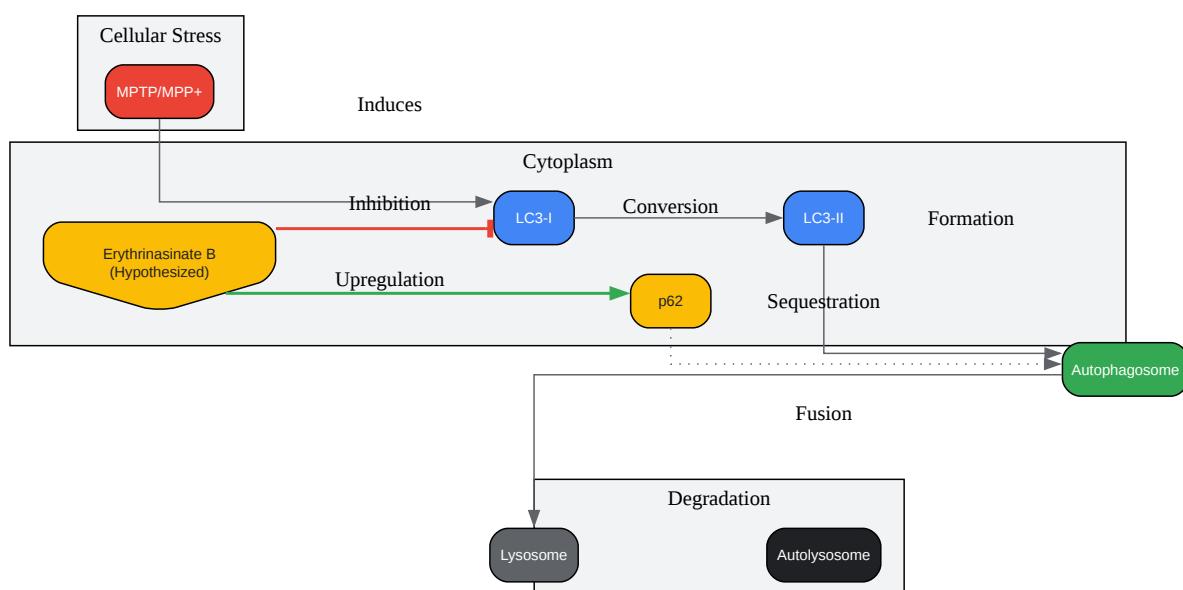 Cellular Stress
MPTP/MPP+
Induces
Cytoplasm
Inhibition
LC3-I
Conversion
LC3-II
Formation
Erythrinasinate B
(Hypothesized)
Upregulation
p62
Sequestration
Autophagosome
Fusion
Degradation
Lysosome
Autolysosome